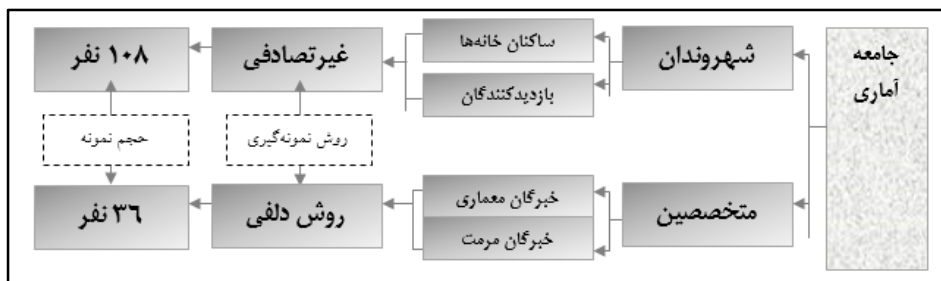 جامعه
آماری
شهروندان
ساکنان خانه‌ها
بازدیدکنندگان
غیرتصادفی
۱۰۸ نفر
روش نمونه‌گیری
حجم نمونه
متخصصین
خبرگان معماری
خبرگان مرمت
روش دلفی
۳۶ نفر